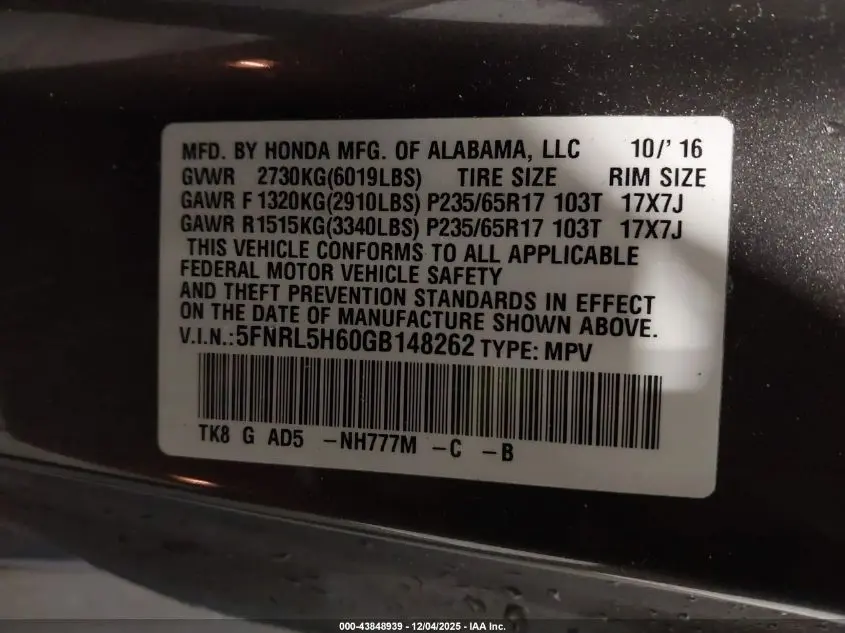 MFD. BY HONDA MFG. OF ALABAMA, LLC 10/' 16
GVWR 2730KG(6019LBS) TIRE SIZE RIM SIZE
GAWR F 1320KG(2910LBS) P235/65R17 103T 17X7J
GAWR R1515KG(3340LBS) P235/65R17 103T 17X7J
THIS VEHICLE CONFORMS TO ALL APPLICABLE
FEDERAL MOTOR VEHICLE SAFETY
AND THEFT PREVENTION STANDARDS IN EFFECT
ON THE DATE OF MANUFACTURE SHOWN ABOVE.
V.I.N.:5FNRL5H60GB148262 TYPE: MPV
TK8 G AD5 -NH777M -C -B
000-43848939 - 12/04/2025 - IAA Inc.